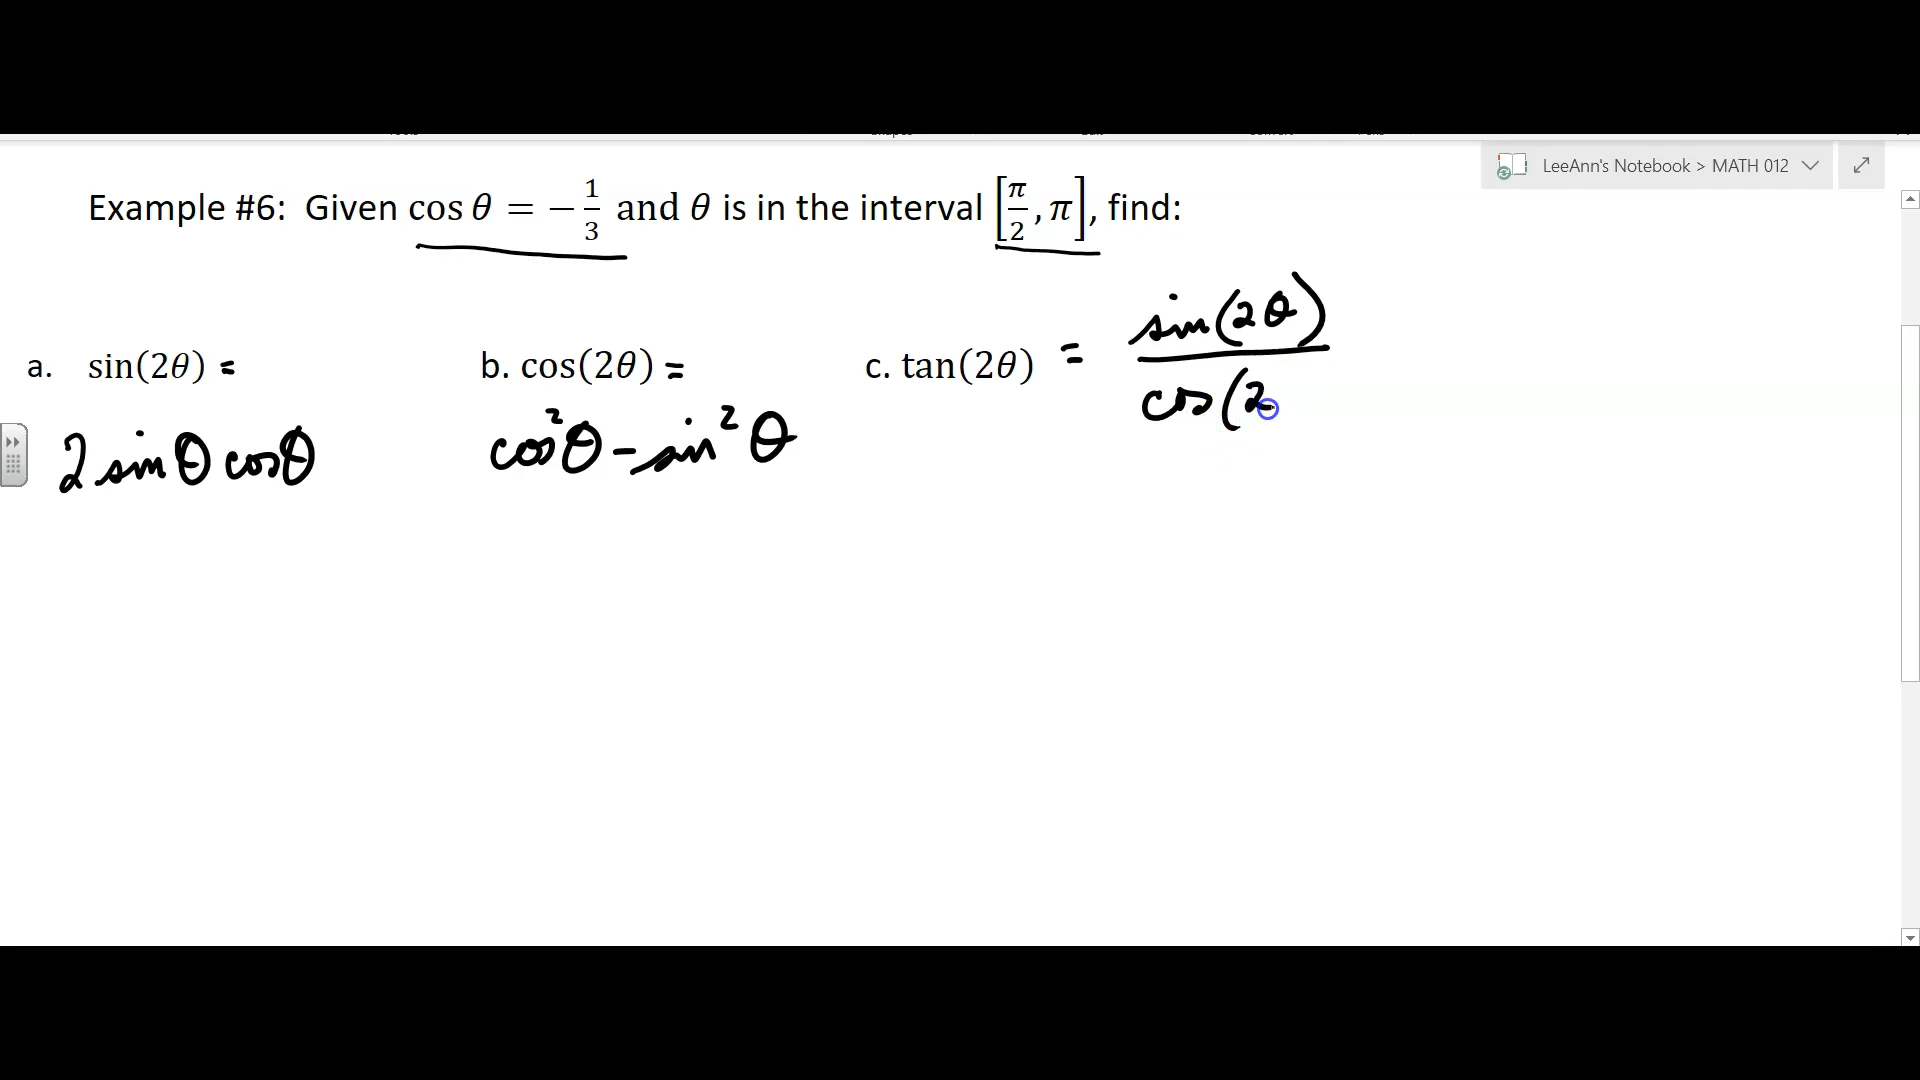 LeeAnn's Notebook > MATH 012
Example #6: Given cos θ = −1/3 and θ is in the interval [π/2, π], find:
a. sin(2θ) = b. cos(2θ) = c. tan(2θ) = sin(2θ)/cos(2
2 sin θ cos θ cos²θ − sin²θ